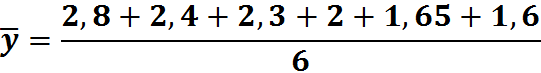 ȳ = (2,8 + 2,4 + 2,3 + 2 + 1,65 + 1,6) / 6